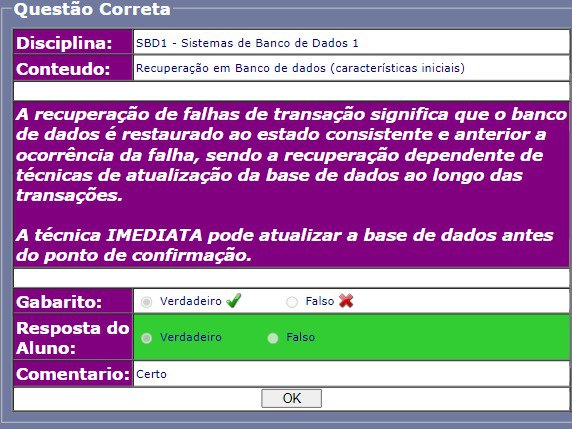 Questão Correta
Disciplina: SBD1 - Sistemas de Banco de Dados 1
Conteudo: Recuperação em Banco de dados (características iniciais)
A recuperação de falhas de transação significa que o banco
de dados é restaurado ao estado consistente e anterior a
ocorrência da falha, sendo a recuperação dependente de
técnicas de atualização da base de dados ao longo das
transações.
A técnica IMEDIATA pode atualizar a base de dados antes
do ponto de confirmação.
Gabarito: Verdadeiro Falso
Resposta do
Aluno: Verdadeiro Falso
Comentario: Certo
OK